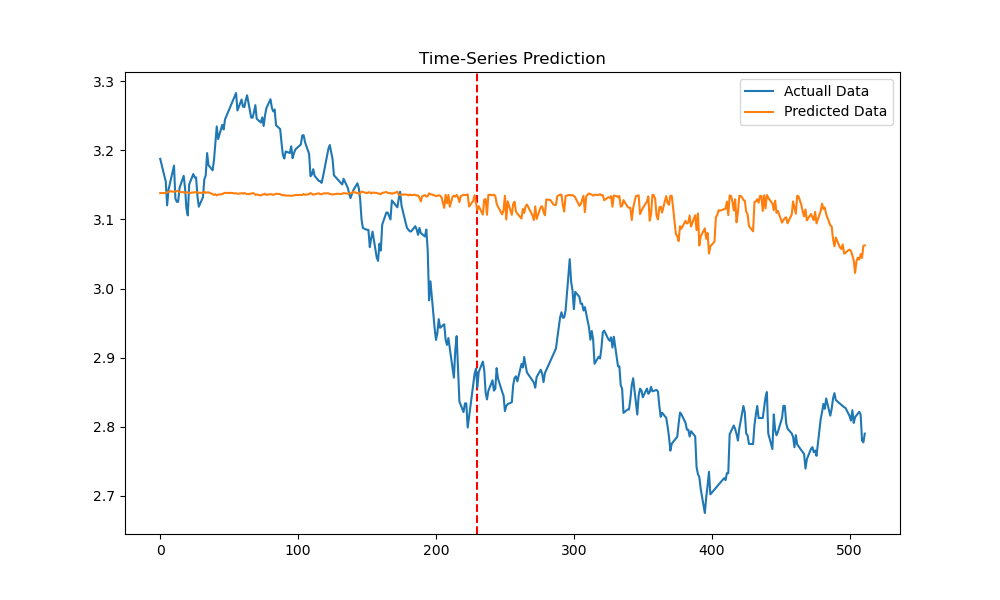 Time-Series Prediction
Actuall Data
Predicted Data
3.3
3.2
3.1
3.0
2.9
2.8
2.7
0 100 200 300 400 500